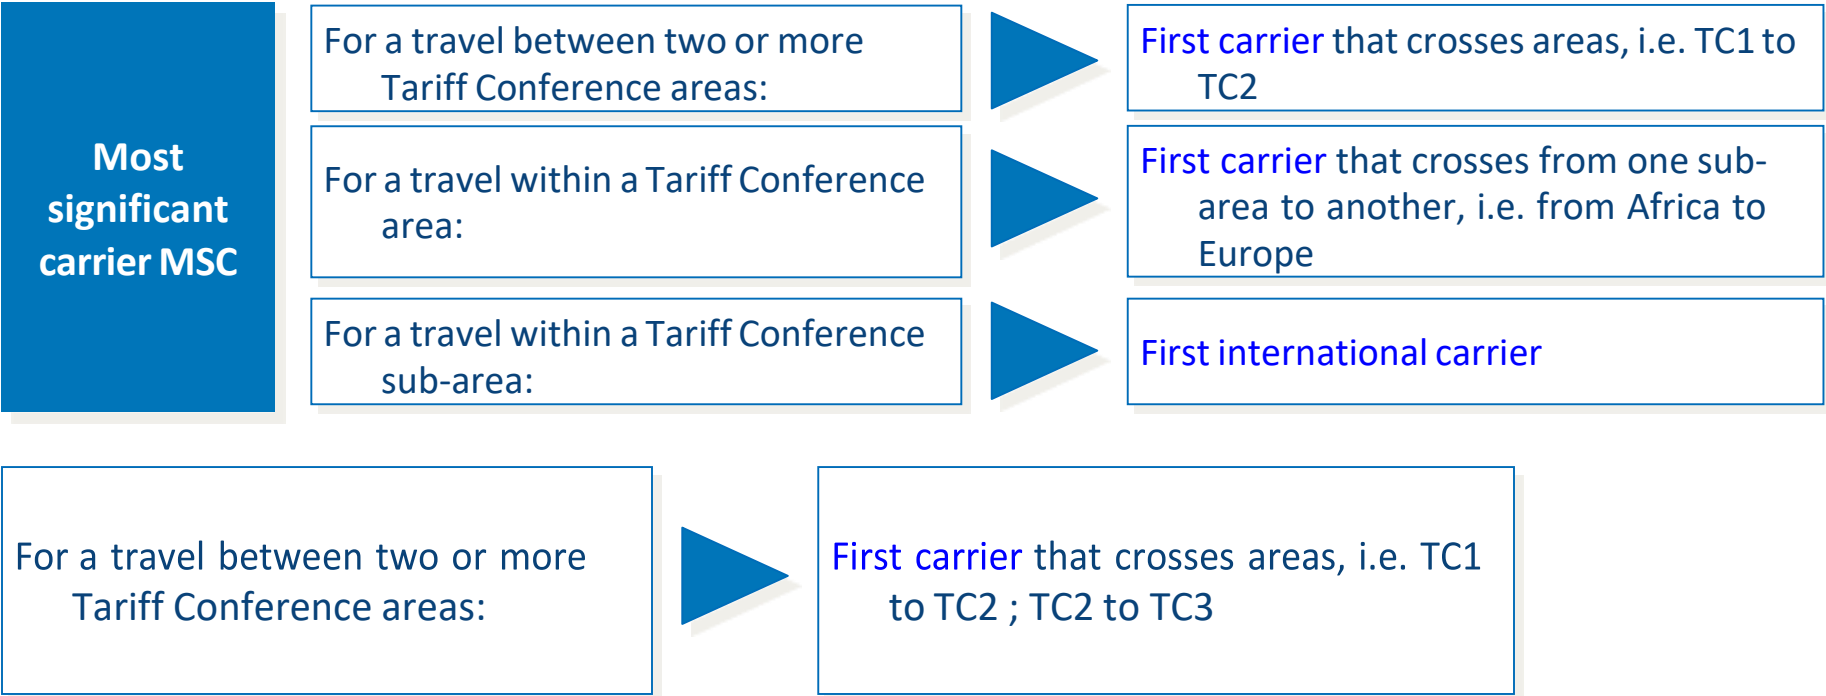 Most
significant
carrier MSC
For a travel between two or more
Tariff Conference areas:
First carrier that crosses areas, i.e. TC1 to
TC2
For a travel within a Tariff Conference
area:
First carrier that crosses from one sub-
area to another, i.e. from Africa to
Europe
For a travel within a Tariff Conference
sub-area:
First international carrier
For a travel between two or more
Tariff Conference areas:
First carrier that crosses areas, i.e. TC1
to TC2 ; TC2 to TC3